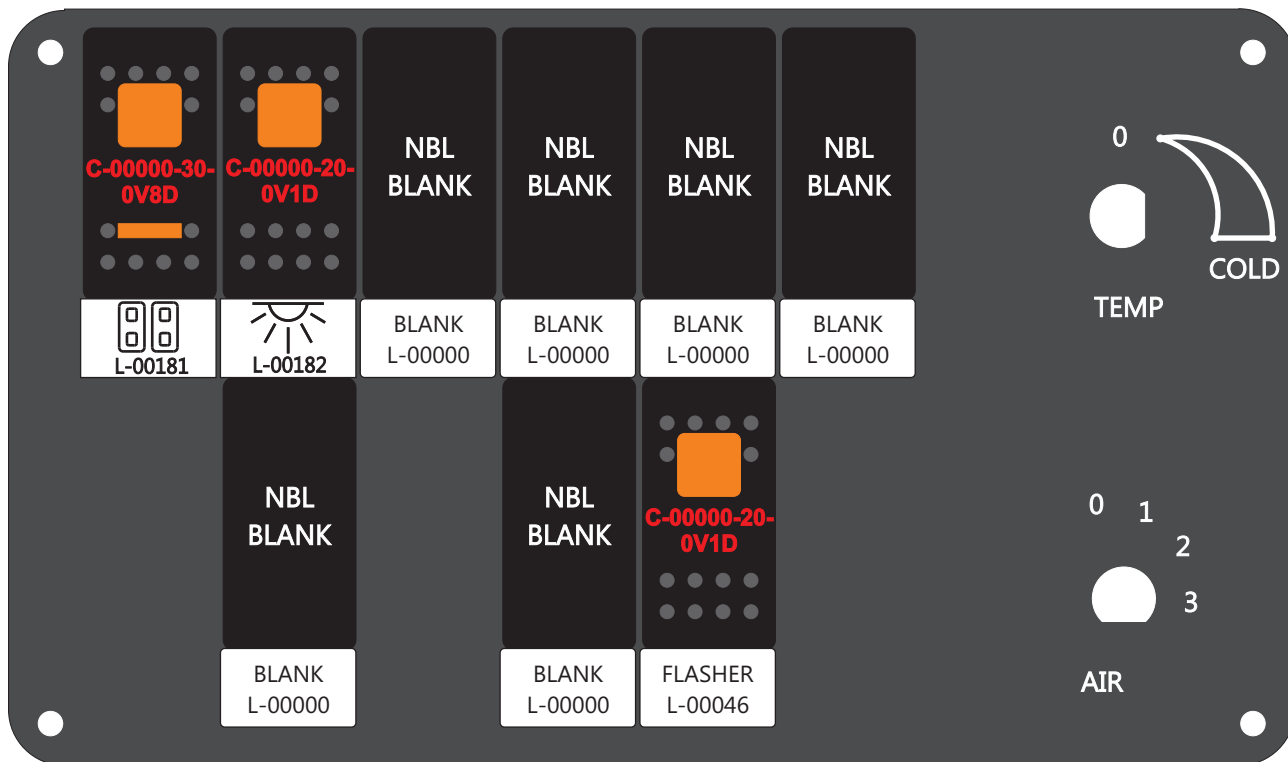 C-00000-30-
0V8D
C-00000-20-
0V1D
NBL
BLANK
NBL
BLANK
NBL
BLANK
NBL
BLANK
0
COLD
TEMP
L-00181
L-00182
BLANK
L-00000
BLANK
L-00000
BLANK
L-00000
BLANK
L-00000
NBL
BLANK
NBL
BLANK
C-00000-20-
0V1D
0
1
2
3
AIR
BLANK
L-00000
BLANK
L-00000
FLASHER
L-00046